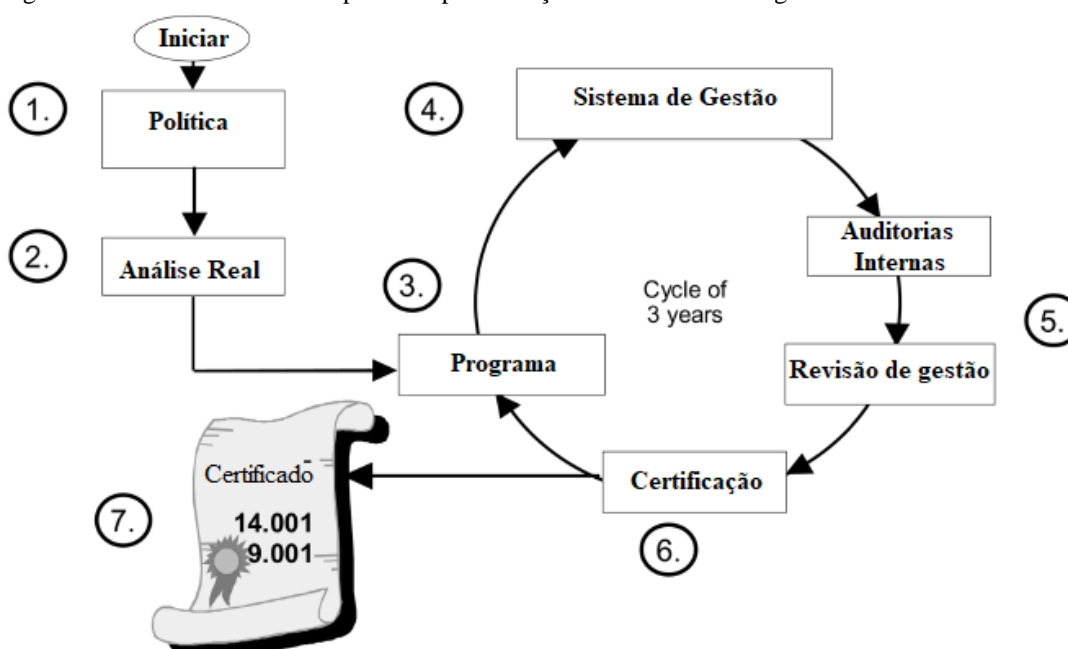 Iniciar
1.
Política
2.
Análise Real
3.
Programa
4.
Sistema de Gestão
Auditorias
Internas
5.
Revisão de gestão
Cycle of
3 years
6.
Certificação
7.
Certificado
14.001
9.001